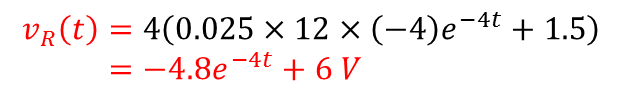 v_R(t) = 4(0.025 × 12 × (−4)e^{−4t} + 1.5)
= −4.8e^{−4t} + 6 V